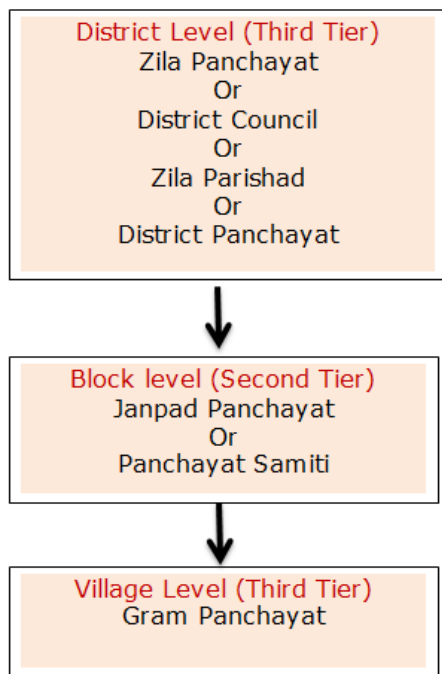 District Level (Third Tier)
Zila Panchayat
Or
District Council
Or
Zila Parishad
Or
District Panchayat
Block level (Second Tier)
Janpad Panchayat
Or
Panchayat Samiti
Village Level (Third Tier)
Gram Panchayat